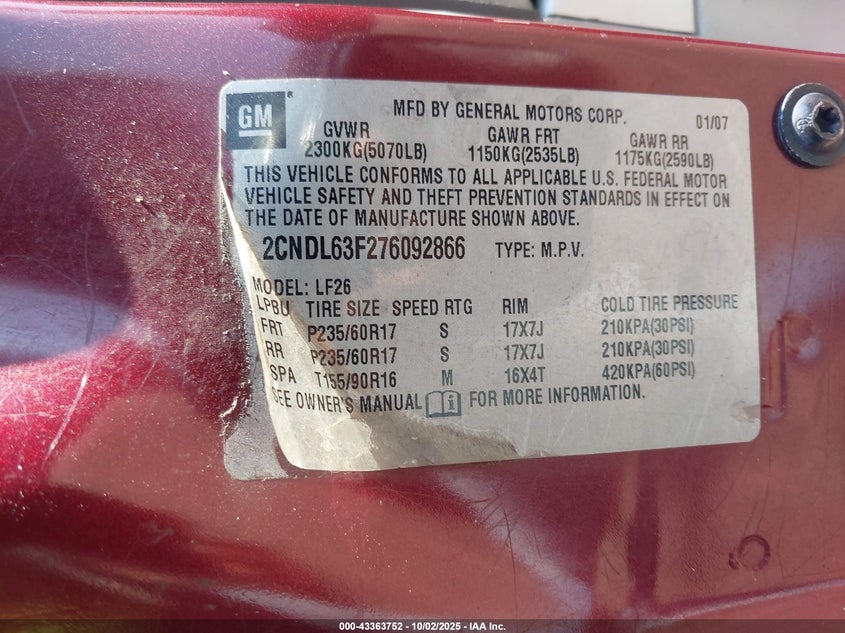 GM®
MFD BY GENERAL MOTORS CORP. 01/07
GVWR GAWR FRT GAWR RR
2300KG(5070LB) 1150KG(2535LB) 1175KG(2590LB)
THIS VEHICLE CONFORMS TO ALL APPLICABLE U.S. FEDERAL MOTOR
VEHICLE SAFETY AND THEFT PREVENTION STANDARDS IN EFFECT ON
THE DATE OF MANUFACTURE SHOWN ABOVE.
2CNDL63F276092866 TYPE: M.P.V.
MODEL: LF26
LPBU TIRE SIZE SPEED RTG RIM COLD TIRE PRESSURE
FRT P235/60R17 S 17X7J 210KPA(30PSI)
RR P235/60R17 S 17X7J 210KPA(30PSI)
SPA T155/90R16 M 16X4T 420KPA(60PSI)
SEE OWNER'S MANUAL i FOR MORE INFORMATION.
000-43363752 - 10/02/2025 - IAA Inc.